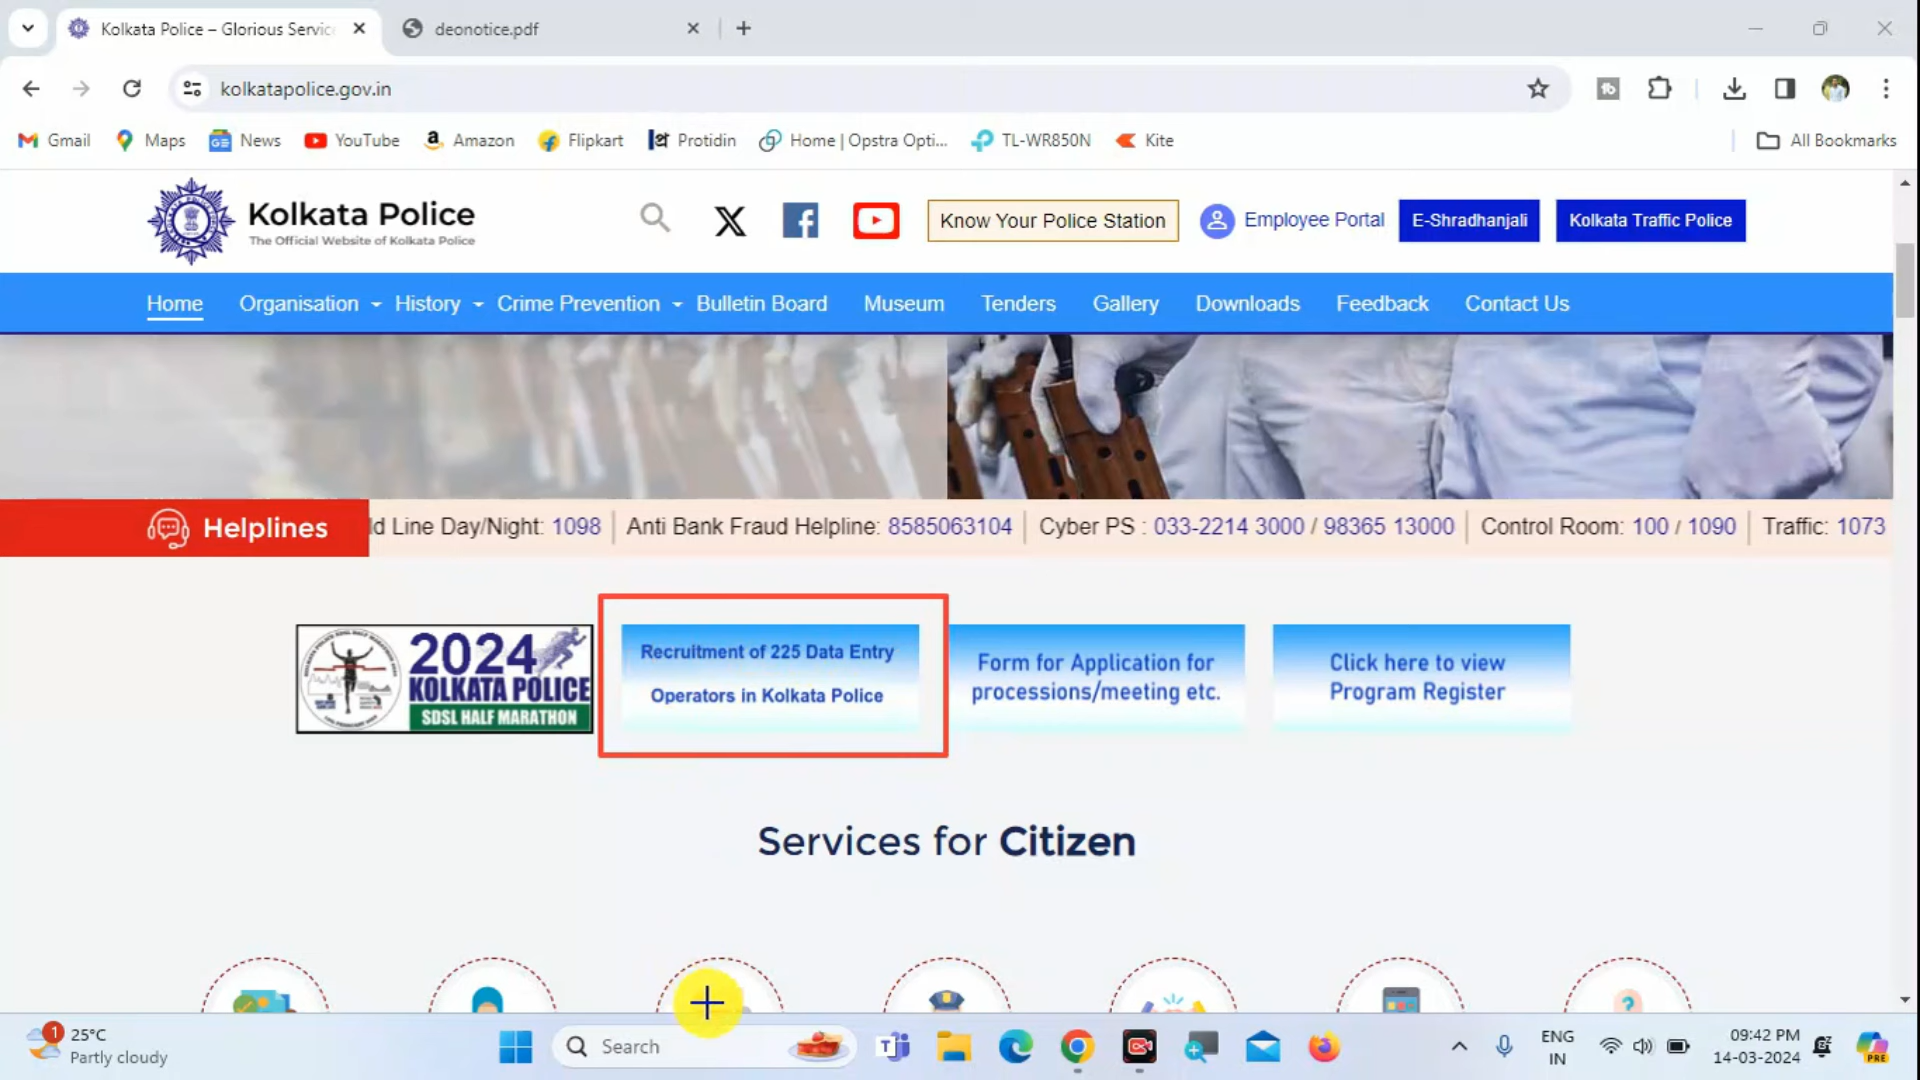 Kolkata Police – Glorious Servic
deonotice.pdf
kolkatapolice.gov.in
Gmail
Maps
News
YouTube
Amazon
Flipkart
Protidin
Home | Opstra Opti...
TL-WR850N
Kite
All Bookmarks
Kolkata Police
The Official Website of Kolkata Police
Know Your Police Station
Employee Portal
E-Shradhanjali
Kolkata Traffic Police
Home
Organisation
History
Crime Prevention
Bulletin Board
Museum
Tenders
Gallery
Downloads
Feedback
Contact Us
Helplines
ld Line Day/Night: 1098
Anti Bank Fraud Helpline: 8585063104
Cyber PS : 033-2214 3000 / 98365 13000
Control Room: 100 / 1090
Traffic: 1073
2024
KOLKATA POLICE
SDSL HALF MARATHON
Recruitment of 225 Data Entry
Operators in Kolkata Police
Form for Application for
processions/meeting etc.
Click here to view
Program Register
Services for Citizen
1
25°C
Partly cloudy
Search
ENG
IN
09:42 PM
14-03-2024
PRE